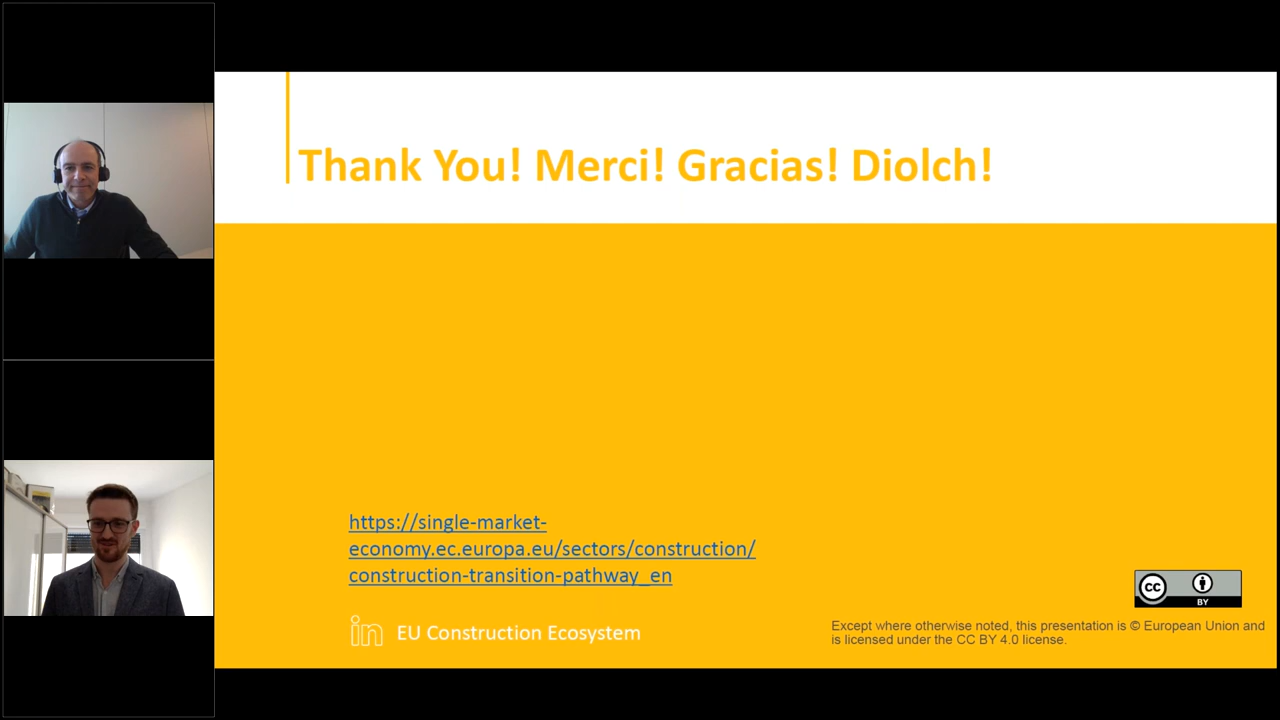 Thank You! Merci! Gracias! Diolch!
https://single-market-
economy.ec.europa.eu/sectors/construction/
construction-transition-pathway_en
in EU Construction Ecosystem
cc
BY
Except where otherwise noted, this presentation is © European Union and
is licensed under the CC BY 4.0 license.